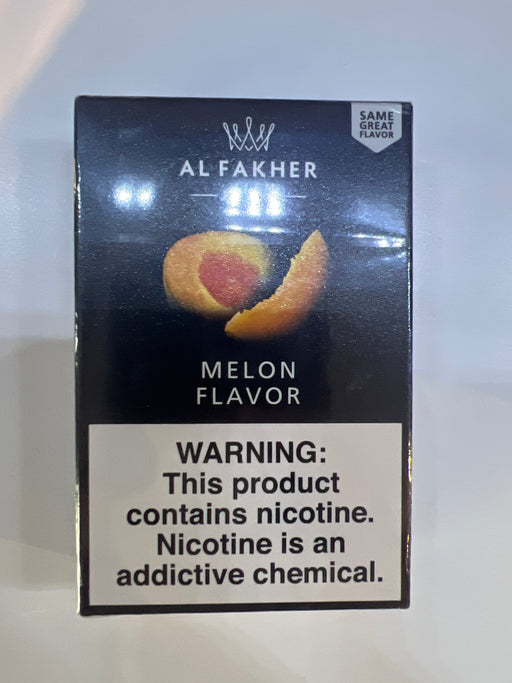 SAME
GREAT
FLAVOR
AL FAKHER
MELON
FLAVOR
WARNING:
This product
contains nicotine.
Nicotine is an
addictive chemical.